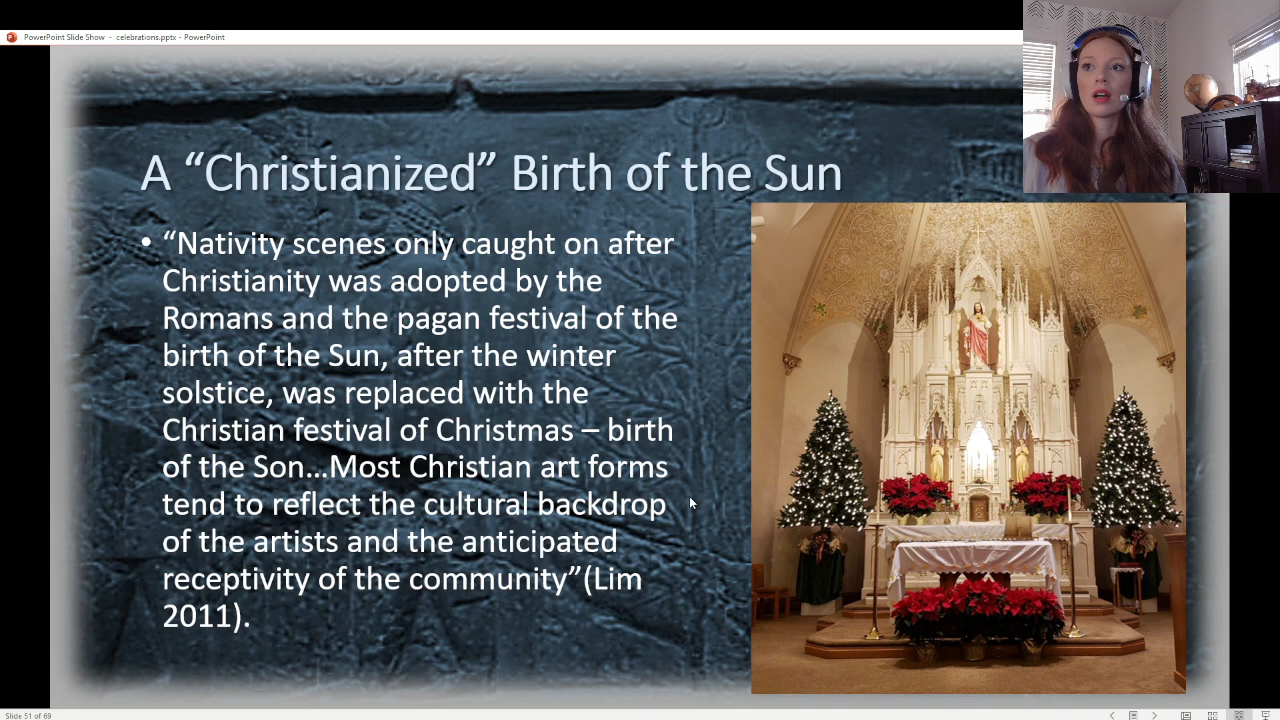 PowerPoint Slide Show - celebrations.pptx - PowerPoint
A “Christianized” Birth of the Sun
• “Nativity scenes only caught on after
Christianity was adopted by the
Romans and the pagan festival of the
birth of the Sun, after the winter
solstice, was replaced with the
Christian festival of Christmas – birth
of the Son…Most Christian art forms
tend to reflect the cultural backdrop
of the artists and the anticipated
receptivity of the community”(Lim
2011).
Slide 51 of 69